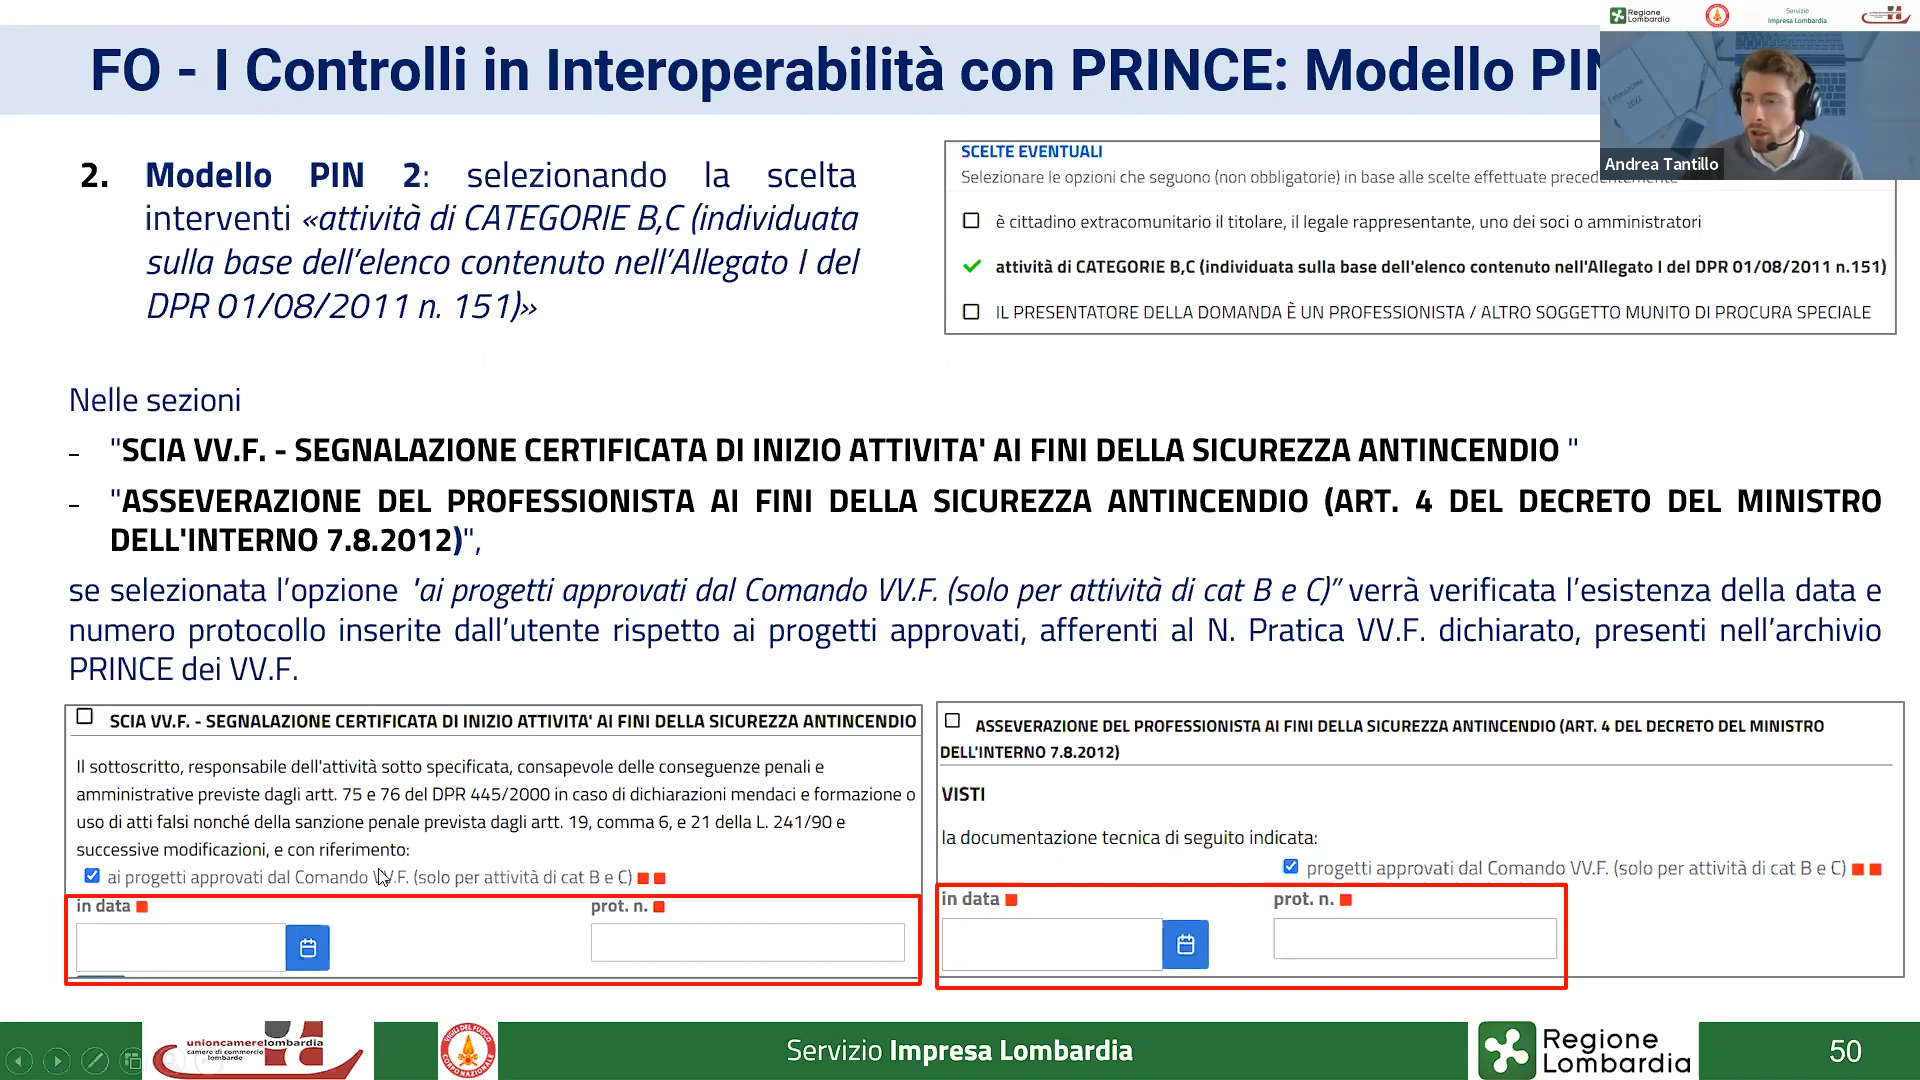 Regione
Lombardia
Servizio
Impresa Lombardia
FO - I Controlli in Interoperabilità con PRINCE: Modello PIN
Andrea Tantillo
2. Modello PIN 2: selezionando la scelta
interventi «attività di CATEGORIE B,C (individuata
sulla base dell'elenco contenuto nell'Allegato I del
DPR 01/08/2011 n. 151)»
SCELTE EVENTUALI
Selezionare le opzioni che seguono (non obbligatorie) in base alle scelte effettuate precedentemente
è cittadino extracomunitario il titolare, il legale rappresentante, uno dei soci o amministratori
attività di CATEGORIE B,C (individuata sulla base dell'elenco contenuto nell'Allegato I del DPR 01/08/2011 n.151)
IL PRESENTATORE DELLA DOMANDA È UN PROFESSIONISTA / ALTRO SOGGETTO MUNITO DI PROCURA SPECIALE
Nelle sezioni
- "SCIA VV.F. - SEGNALAZIONE CERTIFICATA DI INIZIO ATTIVITA' AI FINI DELLA SICUREZZA ANTINCENDIO "
- "ASSEVERAZIONE DEL PROFESSIONISTA AI FINI DELLA SICUREZZA ANTINCENDIO (ART. 4 DEL DECRETO DEL MINISTRO
DELL'INTERNO 7.8.2012)",
se selezionata l'opzione "ai progetti approvati dal Comando VV.F. (solo per attività di cat B e C)" verrà verificata l'esistenza della data e
numero protocollo inserite dall'utente rispetto ai progetti approvati, afferenti al N. Pratica VV.F. dichiarato, presenti nell'archivio
PRINCE dei VV.F.
SCIA VV.F. - SEGNALAZIONE CERTIFICATA DI INIZIO ATTIVITA' AI FINI DELLA SICUREZZA ANTINCENDIO
Il sottoscritto, responsabile dell'attività sotto specificata, consapevole delle conseguenze penali e
amministrative previste dagli artt. 75 e 76 del DPR 445/2000 in caso di dichiarazioni mendaci e formazione o
uso di atti falsi nonché della sanzione penale prevista dagli artt. 19, comma 6, e 21 della L. 241/90 e
successive modificazioni, e con riferimento:
ai progetti approvati dal Comando VV.F. (solo per attività di cat B e C)
in data prot. n.
ASSEVERAZIONE DEL PROFESSIONISTA AI FINI DELLA SICUREZZA ANTINCENDIO (ART. 4 DEL DECRETO DEL MINISTRO
DELL'INTERNO 7.8.2012)
VISTI
la documentazione tecnica di seguito indicata:
progetti approvati dal Comando VV.F. (solo per attività di cat B e C)
in data prot. n.
unioncamerelombardia
camere di commercio
lombarde
Servizio Impresa Lombardia
Regione
Lombardia
50